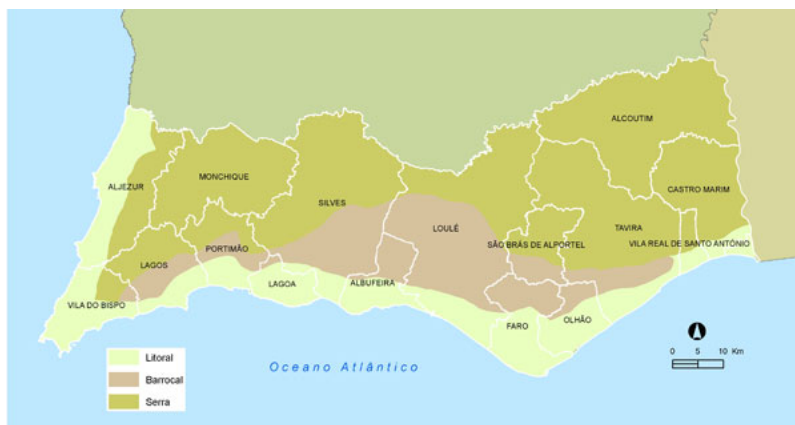 ALCOUTIM
ALJEZUR
MONCHIQUE
CASTRO MARIM
SILVES
LOULÉ
TAVIRA
SÃO BRÁS DE ALPORTEL
VILA REAL DE SANTO ANTÓNIO
PORTIMÃO
LAGOS
LAGOA
ALBUFEIRA
VILA DO BISPO
FARO
OLHÃO
Litoral
Barrocal
Serra
Oceano Atlântico
0 5 10 Km